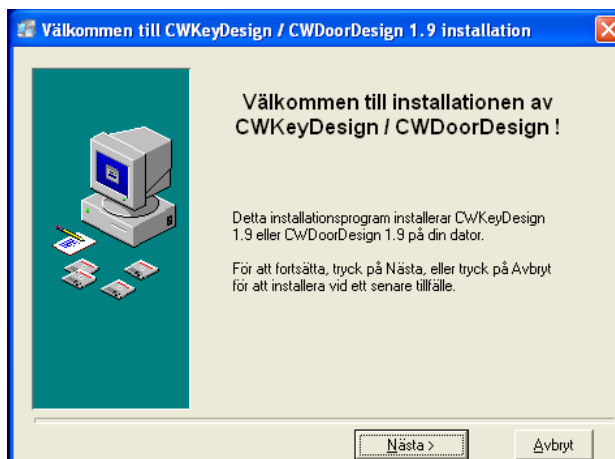 Välkommen till CWKeyDesign / CWDoorDesign 1.9 installation
Välkommen till installationen av
CWKeyDesign / CWDoorDesign !
Detta installationsprogram installerar CWKeyDesign
1.9 eller CWDoorDesign 1.9 på din dator.
För att fortsätta, tryck på Nästa, eller tryck på Avbryt
för att installera vid ett senare tillfälle.
Nästa >
Avbryt